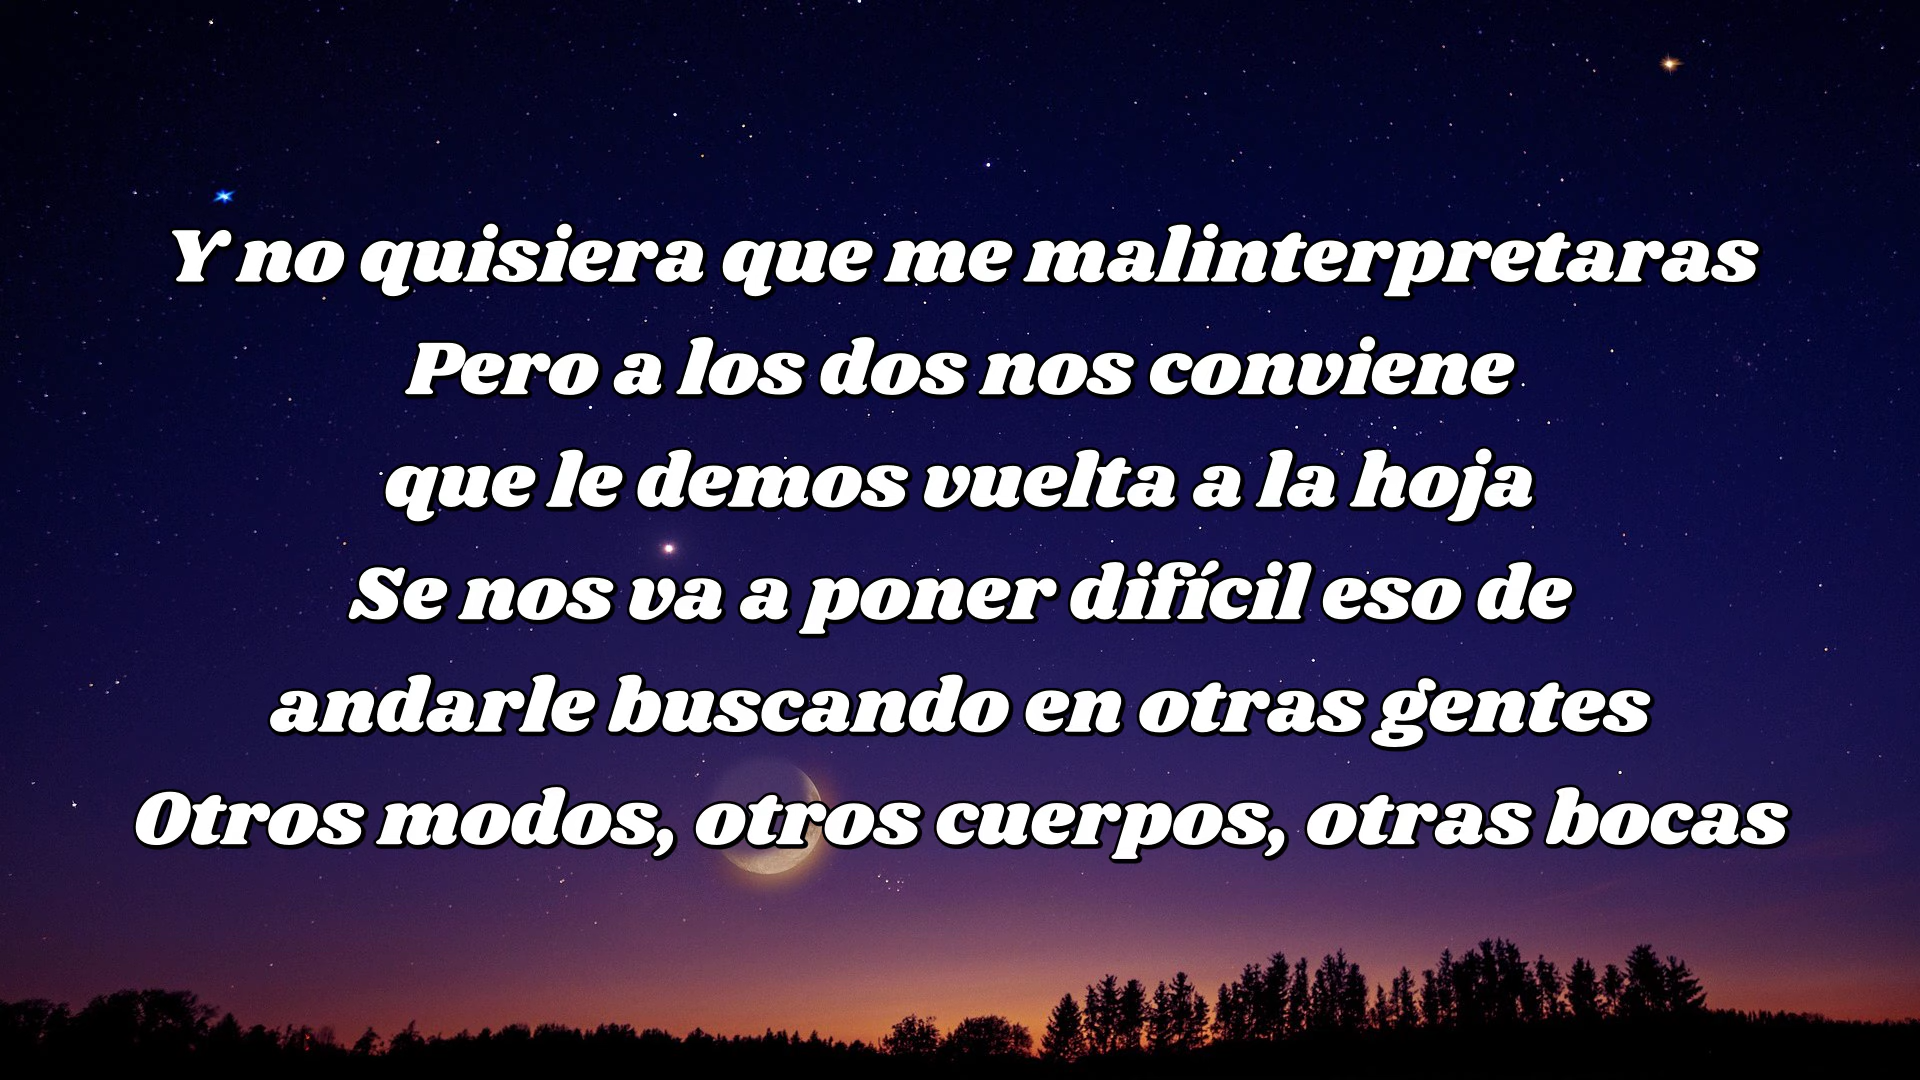 Y no quisiera que me malinterpretaras
Pero a los dos nos conviene
que le demos vuelta a la hoja
Se nos va a poner difícil eso de
andarle buscando en otras gentes
Otros modos, otros cuerpos, otras bocas